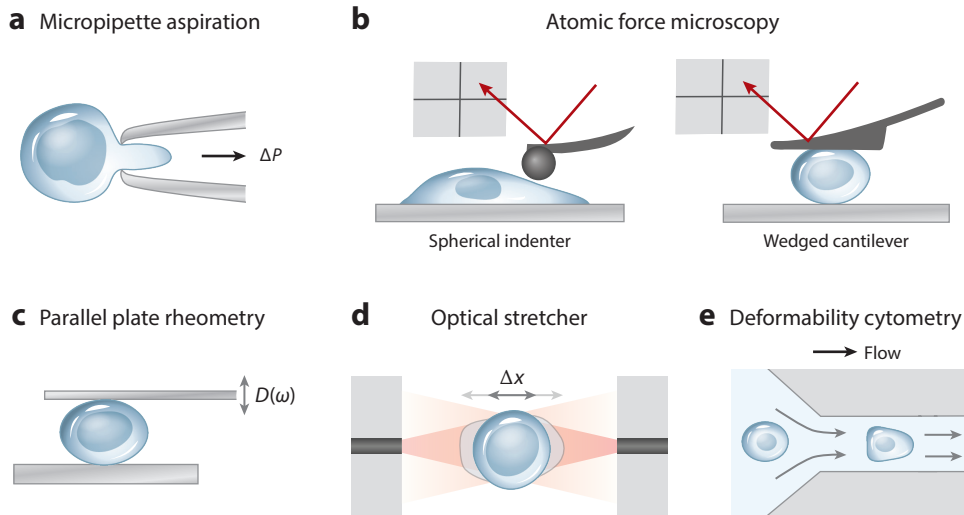 a Micropipette aspiration
b Atomic force microscopy
ΔP
Spherical indenter
Wedged cantilever
c Parallel plate rheometry
d Optical stretcher
e Deformability cytometry
D(ω)
Δx
Flow